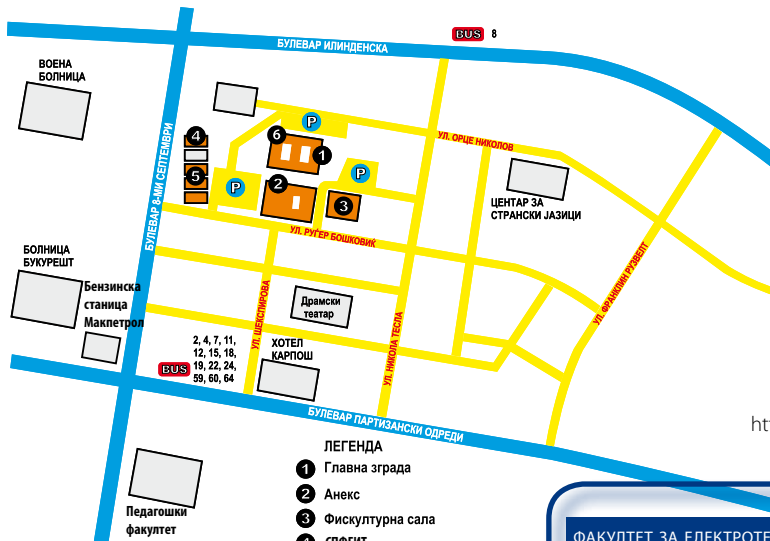 БУЛЕВАР ИЛИНДЕНСКА
BUS 8
ВОЕНА
БОЛНИЦА
БУЛЕВАР 8-МИ СЕПТЕМВРИ
P
6
4
1
УЛ. ОРЦЕ НИКОЛОВ
5
P
2
P
3
ЦЕНТАР ЗА
СТРАНСКИ ЈАЗИЦИ
УЛ. РУЃЕР БОШКОВИЌ
УЛ. ФРАНКЛИН РУЗВЕЛТ
БОЛНИЦА
БУКУРЕШТ
Бензинска
станица
Макпетрол
УЛ. ШЕКСПИРОВА
Драмски
театар
УЛ. НИКОЛА ТЕСЛА
BUS
2, 4, 7, 11,
12, 15, 18,
19, 22, 24,
59, 60, 64
ХОТЕЛ
КАРПОШ
БУЛЕВАР ПАРТИЗАНСКИ ОДРЕДИ
Педагошки
факултет
ЛЕГЕНДА
1 Главна зграда
2 Анекс
3 Фискултурна сала
ФАКУЛТЕТ ЗА ЕЛЕКТРОТЕ